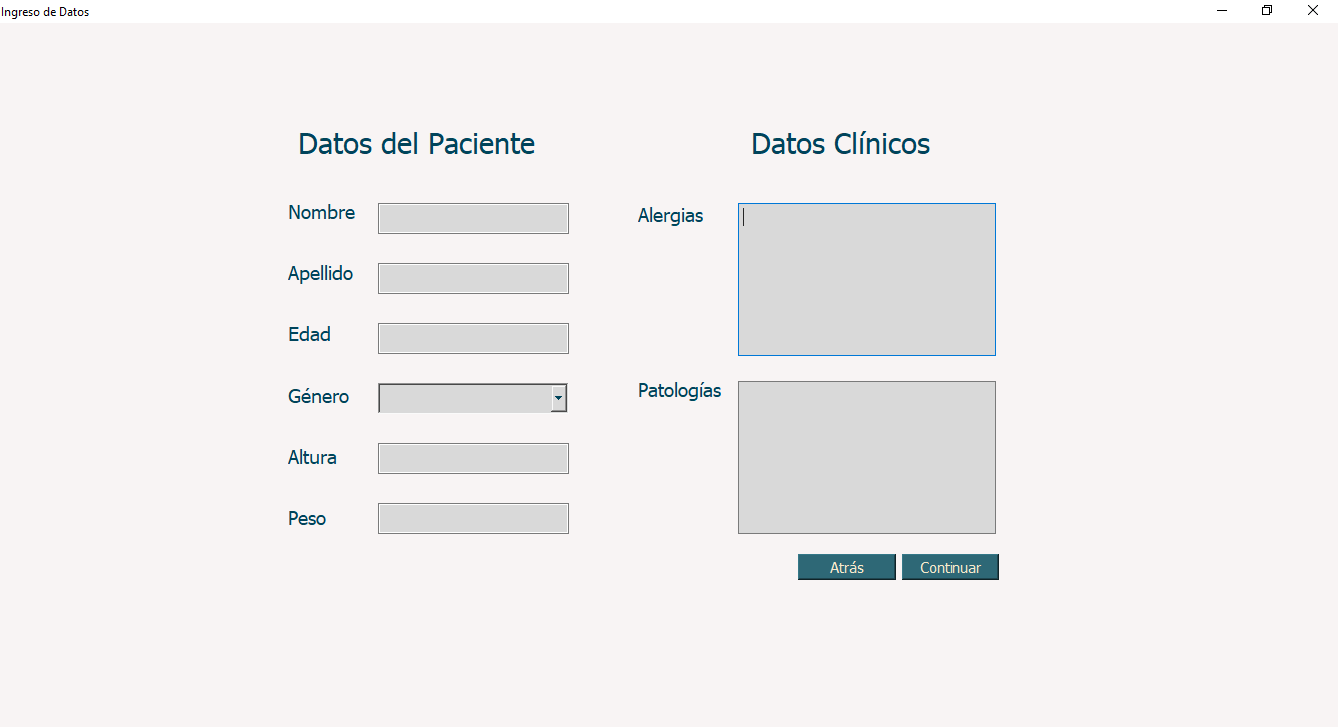 Ingreso de Datos
Datos del Paciente
Nombre
Apellido
Edad
Género
Altura
Peso
Datos Clínicos
Alergias
Patologías
Atrás
Continuar